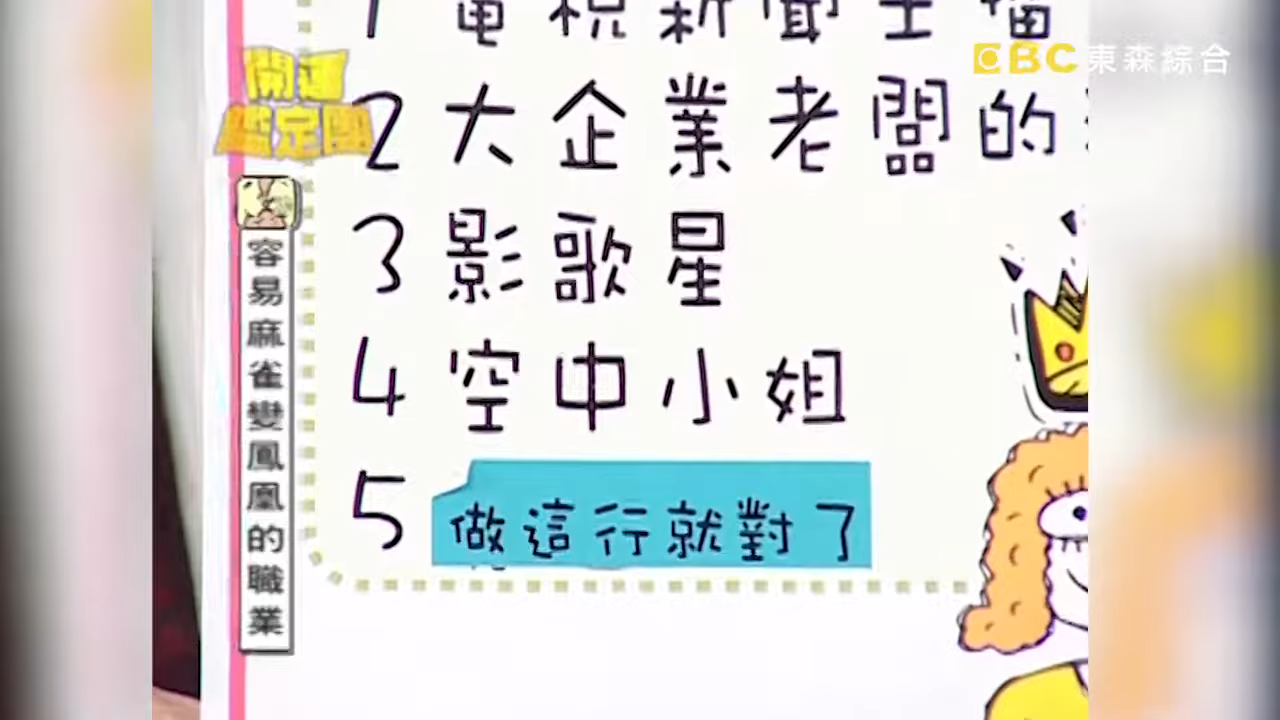 1 電視新聞主播
EBC 東森綜合
開運
鑑定團
2 大企業老闆的
3 影歌星
4 空中小姐
5 做這行就對了
容易麻雀變鳳凰的職業